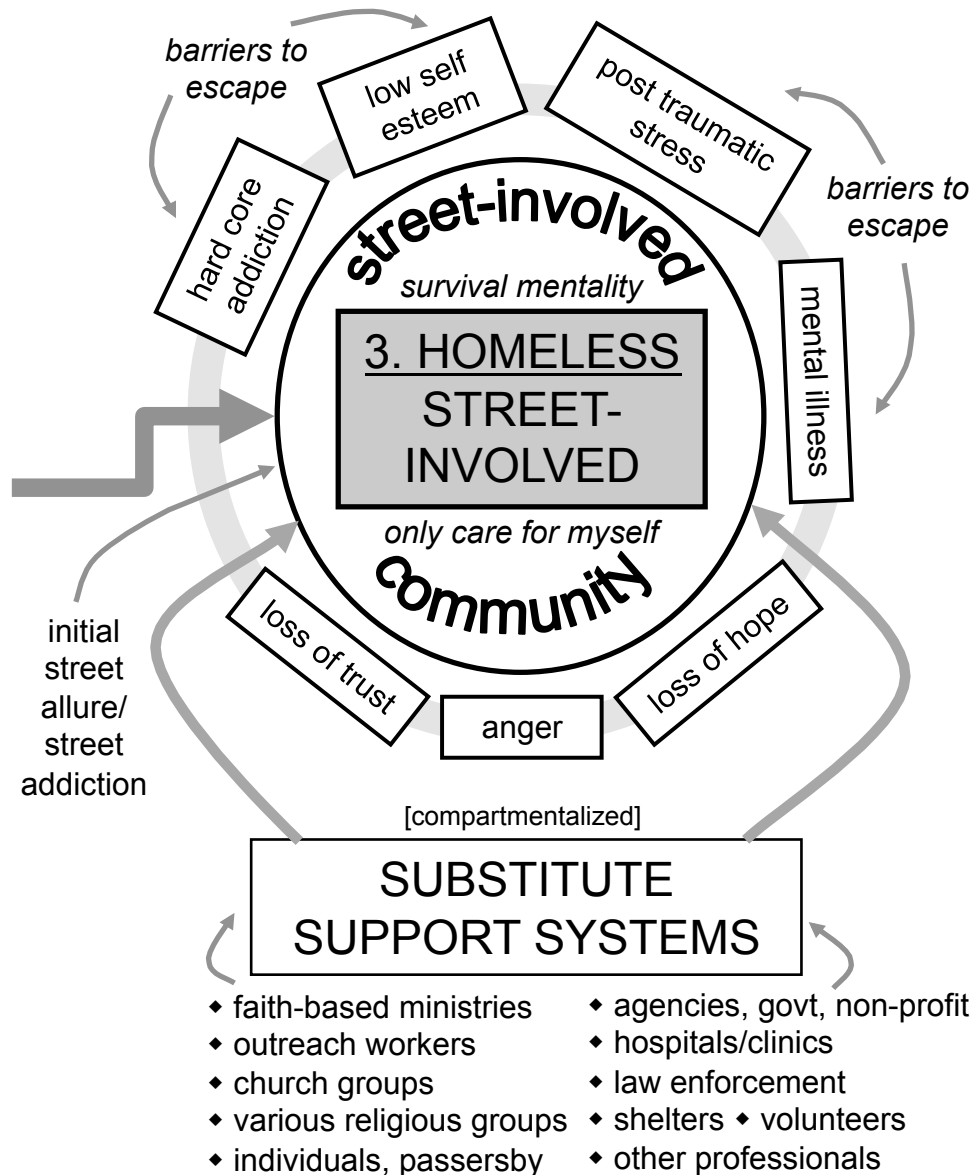 barriers to
escape
low self
esteem
post traumatic
stress
barriers to
escape
hard core
addiction
mental illness
street-involved
survival mentality
3. HOMELESS
STREET-
INVOLVED
only care for myself
community
initial
street
allure/
street
addiction
loss of trust
anger
loss of hope
[compartmentalized]
SUBSTITUTE
SUPPORT SYSTEMS
◆ faith-based ministries
◆ outreach workers
◆ church groups
◆ various religious groups
◆ individuals, passersby
◆ agencies, govt, non-profit
◆ hospitals/clinics
◆ law enforcement
◆ shelters ◆ volunteers
◆ other professionals